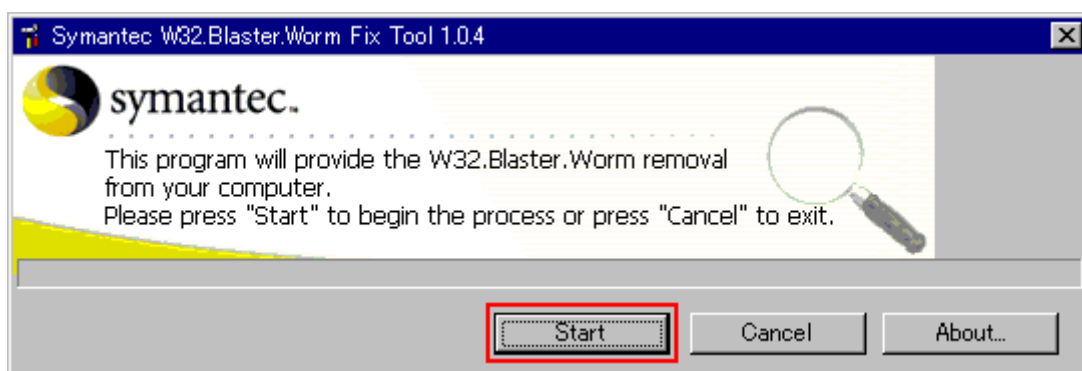 Symantec W32.Blaster.Worm Fix Tool 1.0.4
symantec™
This program will provide the W32.Blaster.Worm removal
from your computer.
Please press "Start" to begin the process or press "Cancel" to exit.
Start Cancel About...